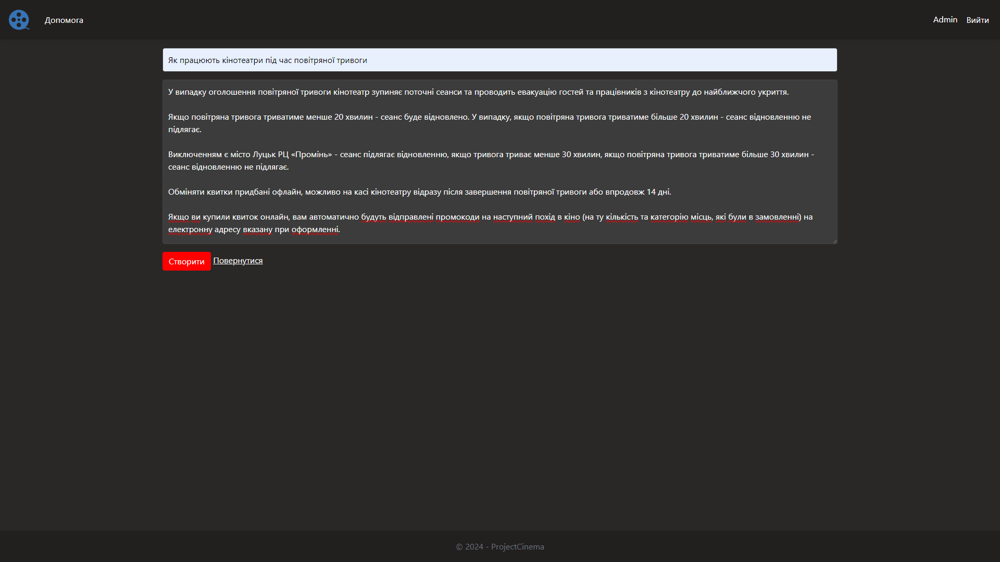 Допомога
Admin Вийти
Як працюють кінотеатри під час повітряної тривоги
У випадку оголошення повітряної тривоги кінотеатр зупиняє поточні сеанси та проводить евакуацію гостей та працівників з кінотеатру до найближчого укриття.
Якщо повітряна тривога триватиме менше 20 хвилин - сеанс буде відновлено. У випадку, якщо повітряна тривога триватиме більше 20 хвилин - сеанс відновленню не
підлягає.
Виключенням є місто Луцьк РЦ «Промінь» - сеанс підлягає відновленню, якщо тривога триває менше 30 хвилин, якщо повітряна тривога триватиме більше 30 хвилин -
сеанс відновленню не підлягає.
Обміняти квитки придбані офлайн, можливо на касі кінотеатру відразу після завершення повітряної тривоги або впродовж 14 дні.
Якщо ви купили квиток онлайн, вам автоматично будуть відправлені промокоди на наступний похід в кіно (на ту кількість та категорію місць, які були в замовленні) на
електронну адресу вказану при оформленні.
Створити Повернутися
© 2024 - ProjectCinema